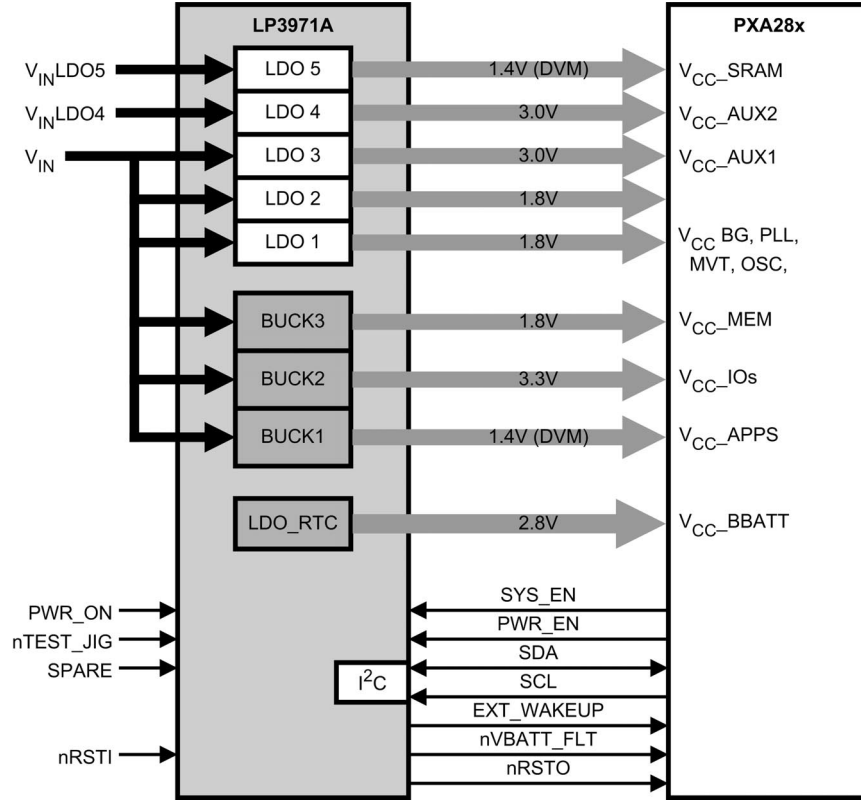 LP3971A
PXA28x
VINLDO5
LDO 5
1.4V (DVM)
VCC_SRAM
VINLDO4
LDO 4
3.0V
VCC_AUX2
VIN
LDO 3
3.0V
VCC_AUX1
LDO 2
1.8V
LDO 1
1.8V
VCC BG, PLL,
MVT, OSC,
BUCK3
1.8V
VCC_MEM
BUCK2
3.3V
VCC_IOs
BUCK1
1.4V (DVM)
VCC_APPS
LDO_RTC
2.8V
VCC_BBATT
PWR_ON
SYS_EN
nTEST_JIG
PWR_EN
SPARE
SDA
I2C
SCL
EXT_WAKEUP
nRSTI
nVBATT_FLT
nRSTO